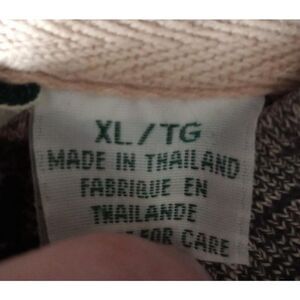 XL/TG
MADE IN THAILAND
FABRIQUE EN
THAILANDE
FOR CARE